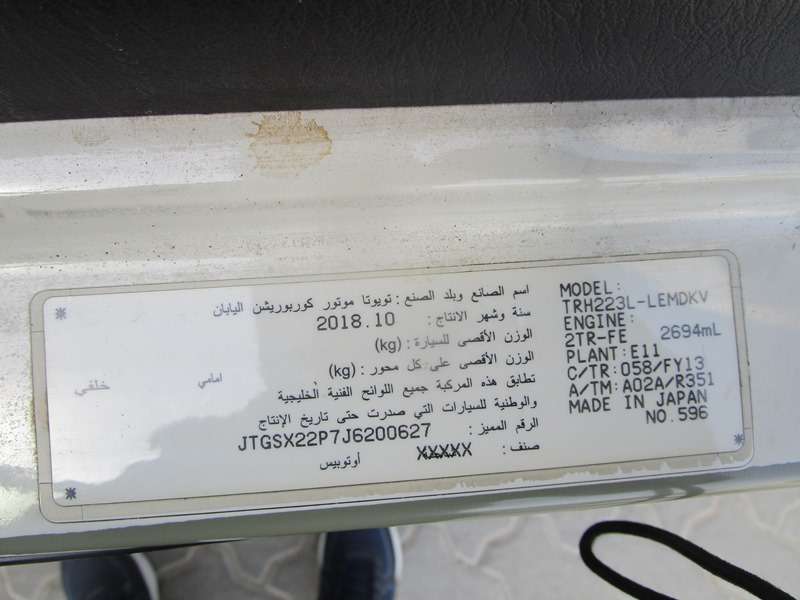 اسم الصانع وبلد الصنع : تويوتا موتور كوربوريشن اليابان
سنة وشهر الانتاج : 2018.10
الوزن الأقصى للسيارة : (kg)
الوزن الأقصى على كل محور : (kg)
امامي خلفي
تطابق هذه المركبة جميع اللوائح الفنية الخليجية
والوطنية للسيارات التي صدرت حتى تاريخ الإنتاج
الرقم المميز : JTGSX22P7J6200627
صنف : XXXXX أوتوبيس
MODEL:
TRH223L-LEMDKV
ENGINE:
2TR-FE 2694mL
PLANT:E11
C/TR:058/FY13
A/TM:A02A/R351
MADE IN JAPAN
NO.596